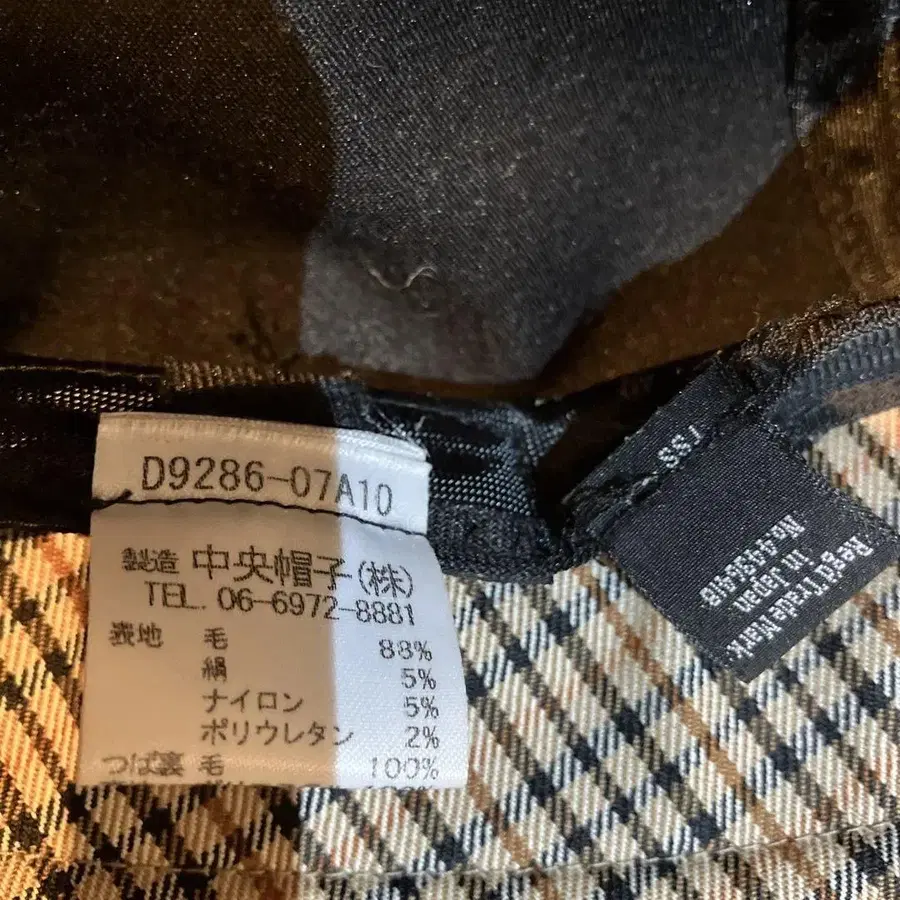 D9286-07A10
製造 中央帽子(株)
TEL. 06-6972-8881
表地 毛 88%
絹 5%
ナイロン 5%
ポリウレタン 2%
つば裏 毛 100%
Regd Trade Mark
in Japan